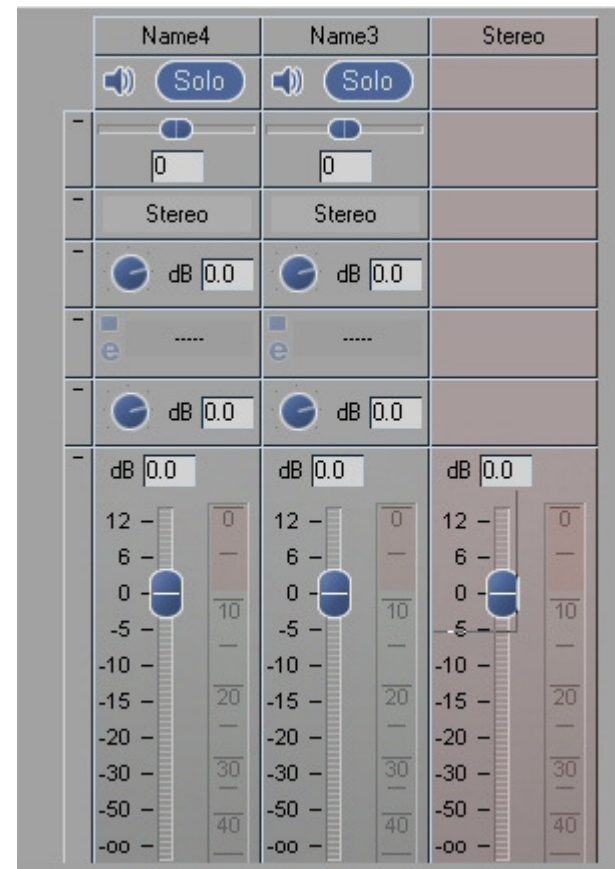 Name4 Name3 Stereo
Solo Solo
0 0
Stereo Stereo
dB 0.0 dB 0.0
e ----- e -----
dB 0.0 dB 0.0
dB 0.0 dB 0.0 dB 0.0
12 0 12 0 12 0
6 6 6
0 0 0
10 10 10
-5 -5 -5
-10 -10 -10
-15 20 -15 20 -15 20
-20 -20 -20
-30 30 -30 30 -30 30
-50 -50 -50
40 40 40
-oo -oo -oo